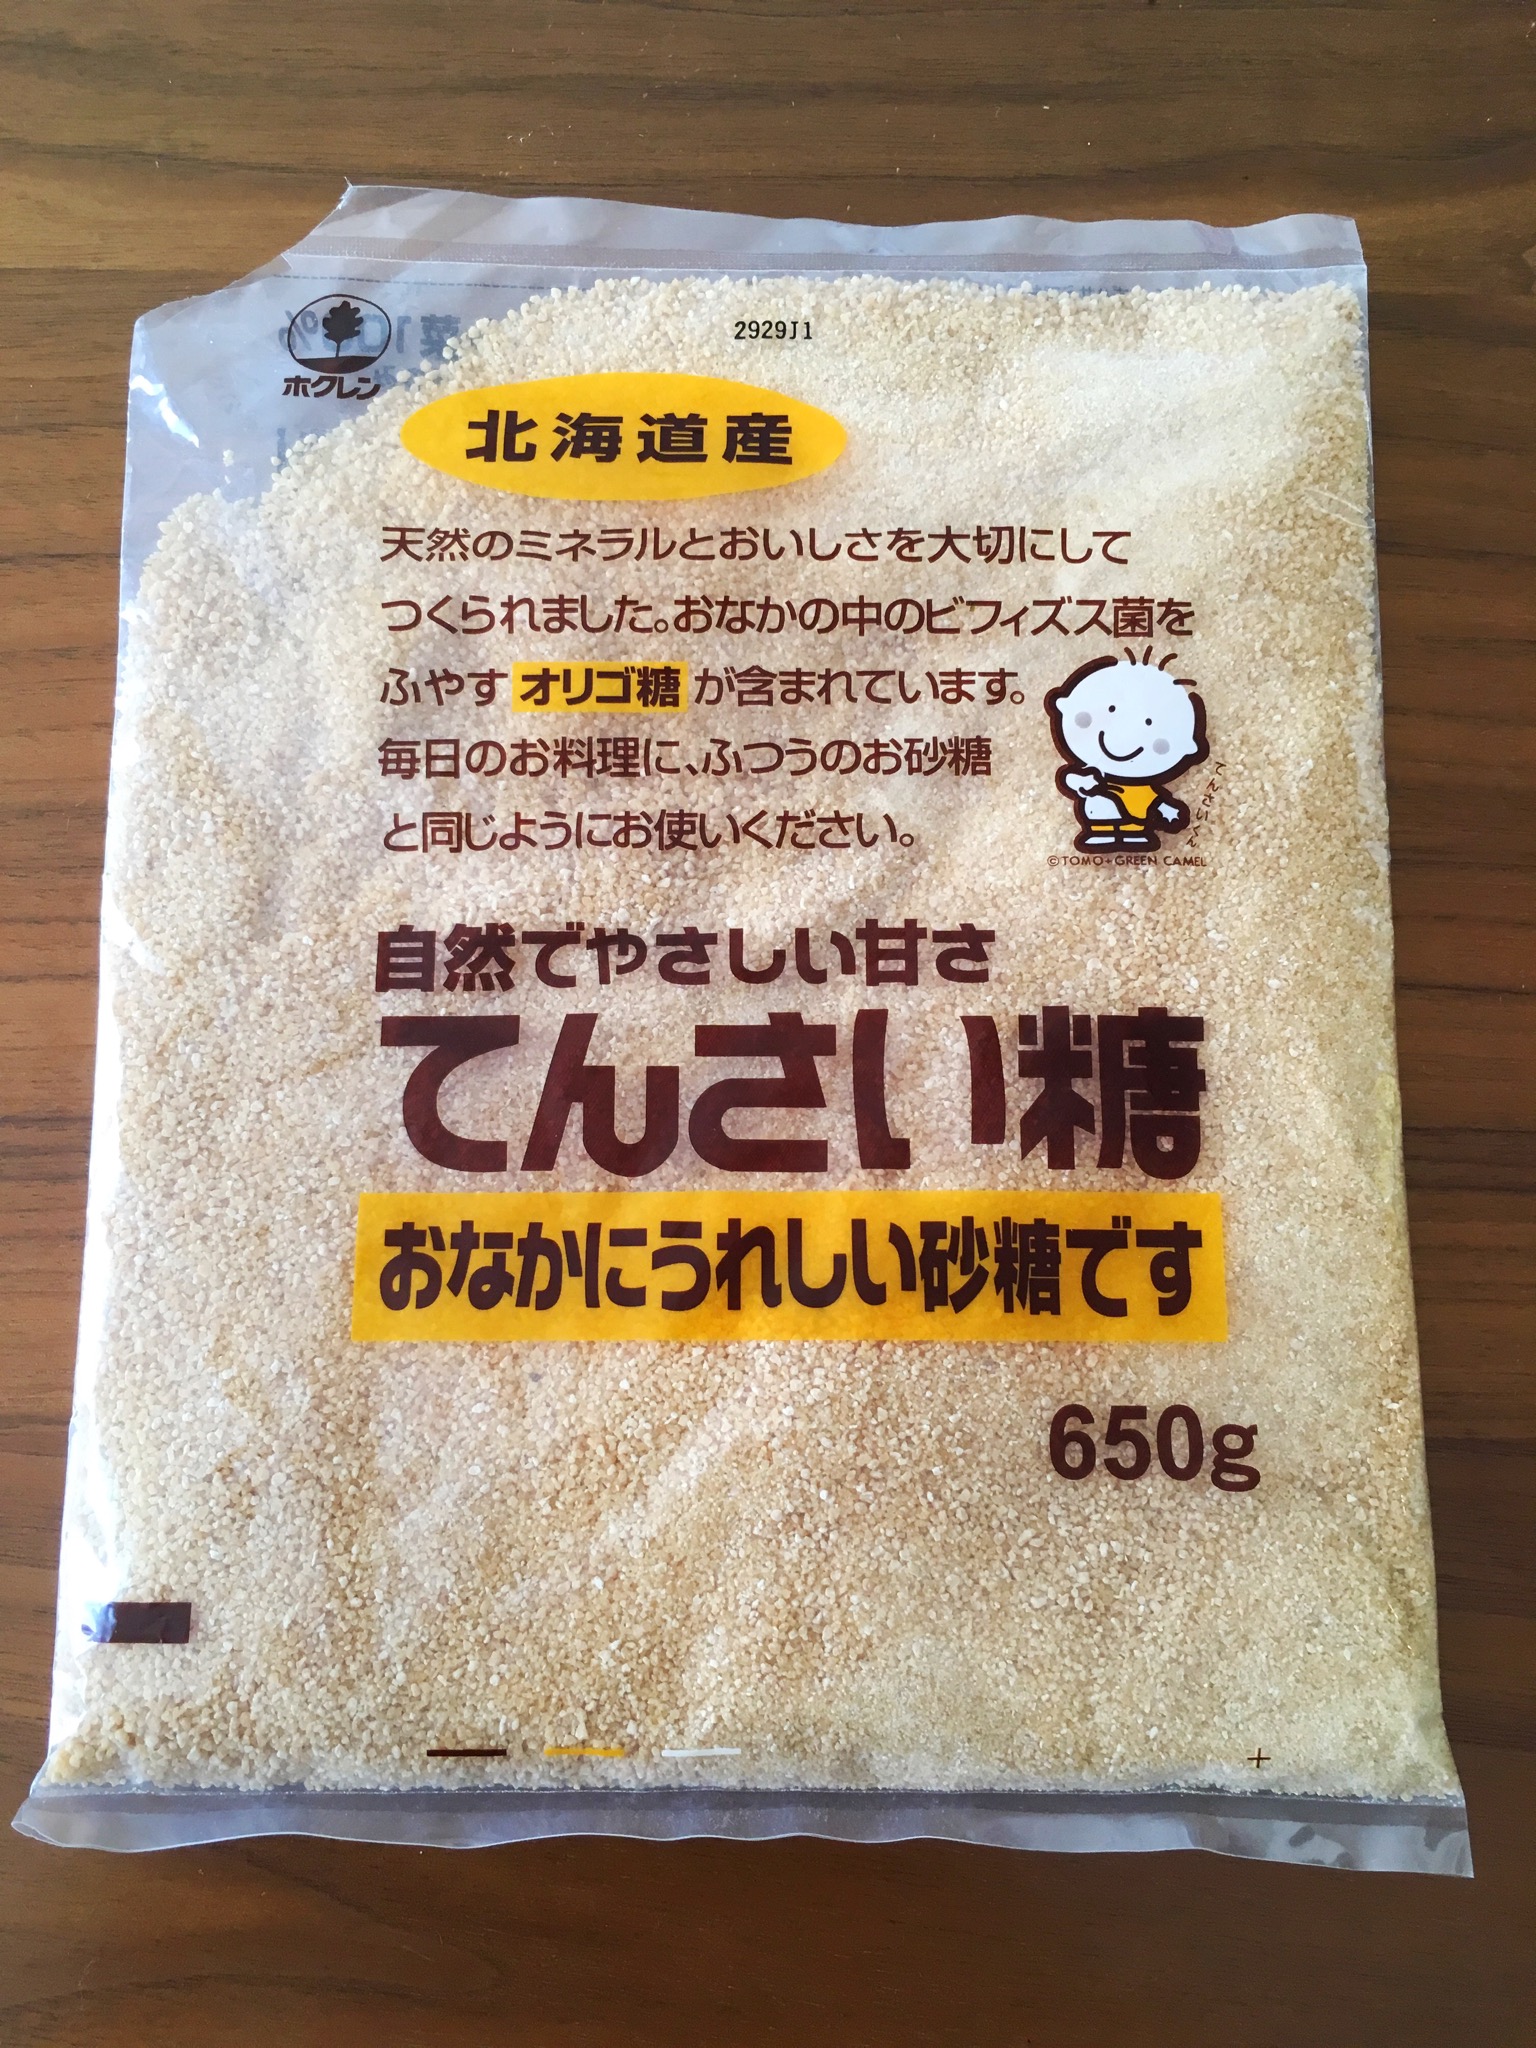 ホクレン
2929J1
北海道産
天然のミネラルとおいしさを大切にして
つくられました。おなかの中のビフィズス菌を
ふやす オリゴ糖 が含まれています。
毎日のお料理に、ふつうのお砂糖
と同じようにお使いください。
てんさいくん
©TOMO+GREEN CAMEL
自然でやさしい甘さ
てんさい糖
おなかにうれしい砂糖です
650g